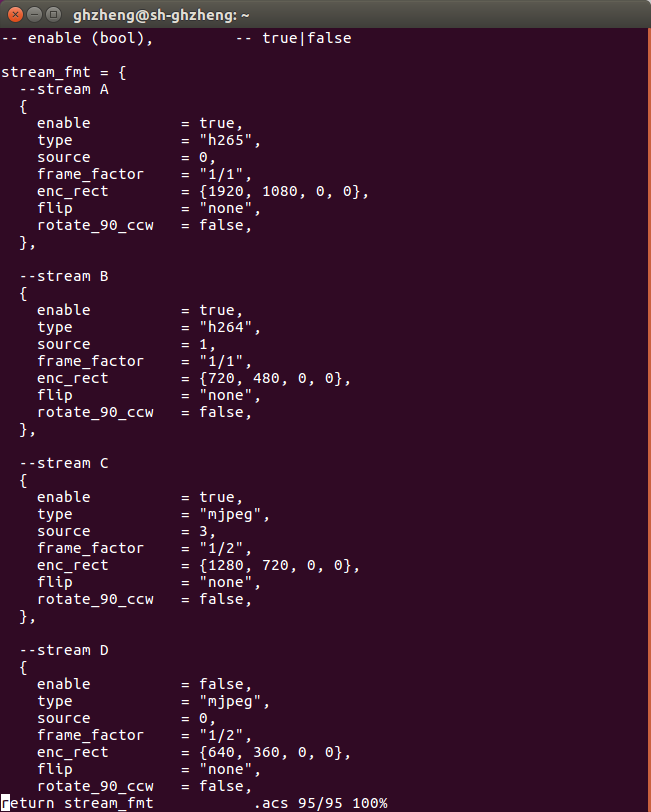 ghzheng@sh-ghzheng: ~
-- enable (bool),         -- true|false
stream_fmt = {
  --stream A
  {
    enable          = true,
    type            = "h265",
    source          = 0,
    frame_factor    = "1/1",
    enc_rect        = {1920, 1080, 0, 0},
    flip            = "none",
    rotate_90_ccw   = false,
  },

  --stream B
  {
    enable          = true,
    type            = "h264",
    source          = 1,
    frame_factor    = "1/1",
    enc_rect        = {720, 480, 0, 0},
    flip            = "none",
    rotate_90_ccw   = false,
  },

  --stream C
  {
    enable          = true,
    type            = "mjpeg",
    source          = 3,
    frame_factor    = "1/2",
    enc_rect        = {1280, 720, 0, 0},
    flip            = "none",
    rotate_90_ccw   = false,
  },

  --stream D
  {
    enable          = false,
    type            = "mjpeg",
    source          = 0,
    frame_factor    = "1/2",
    enc_rect        = {640, 360, 0, 0},
    flip            = "none",
    rotate_90_ccw   = false,
return stream_fmt           .acs 95/95 100%